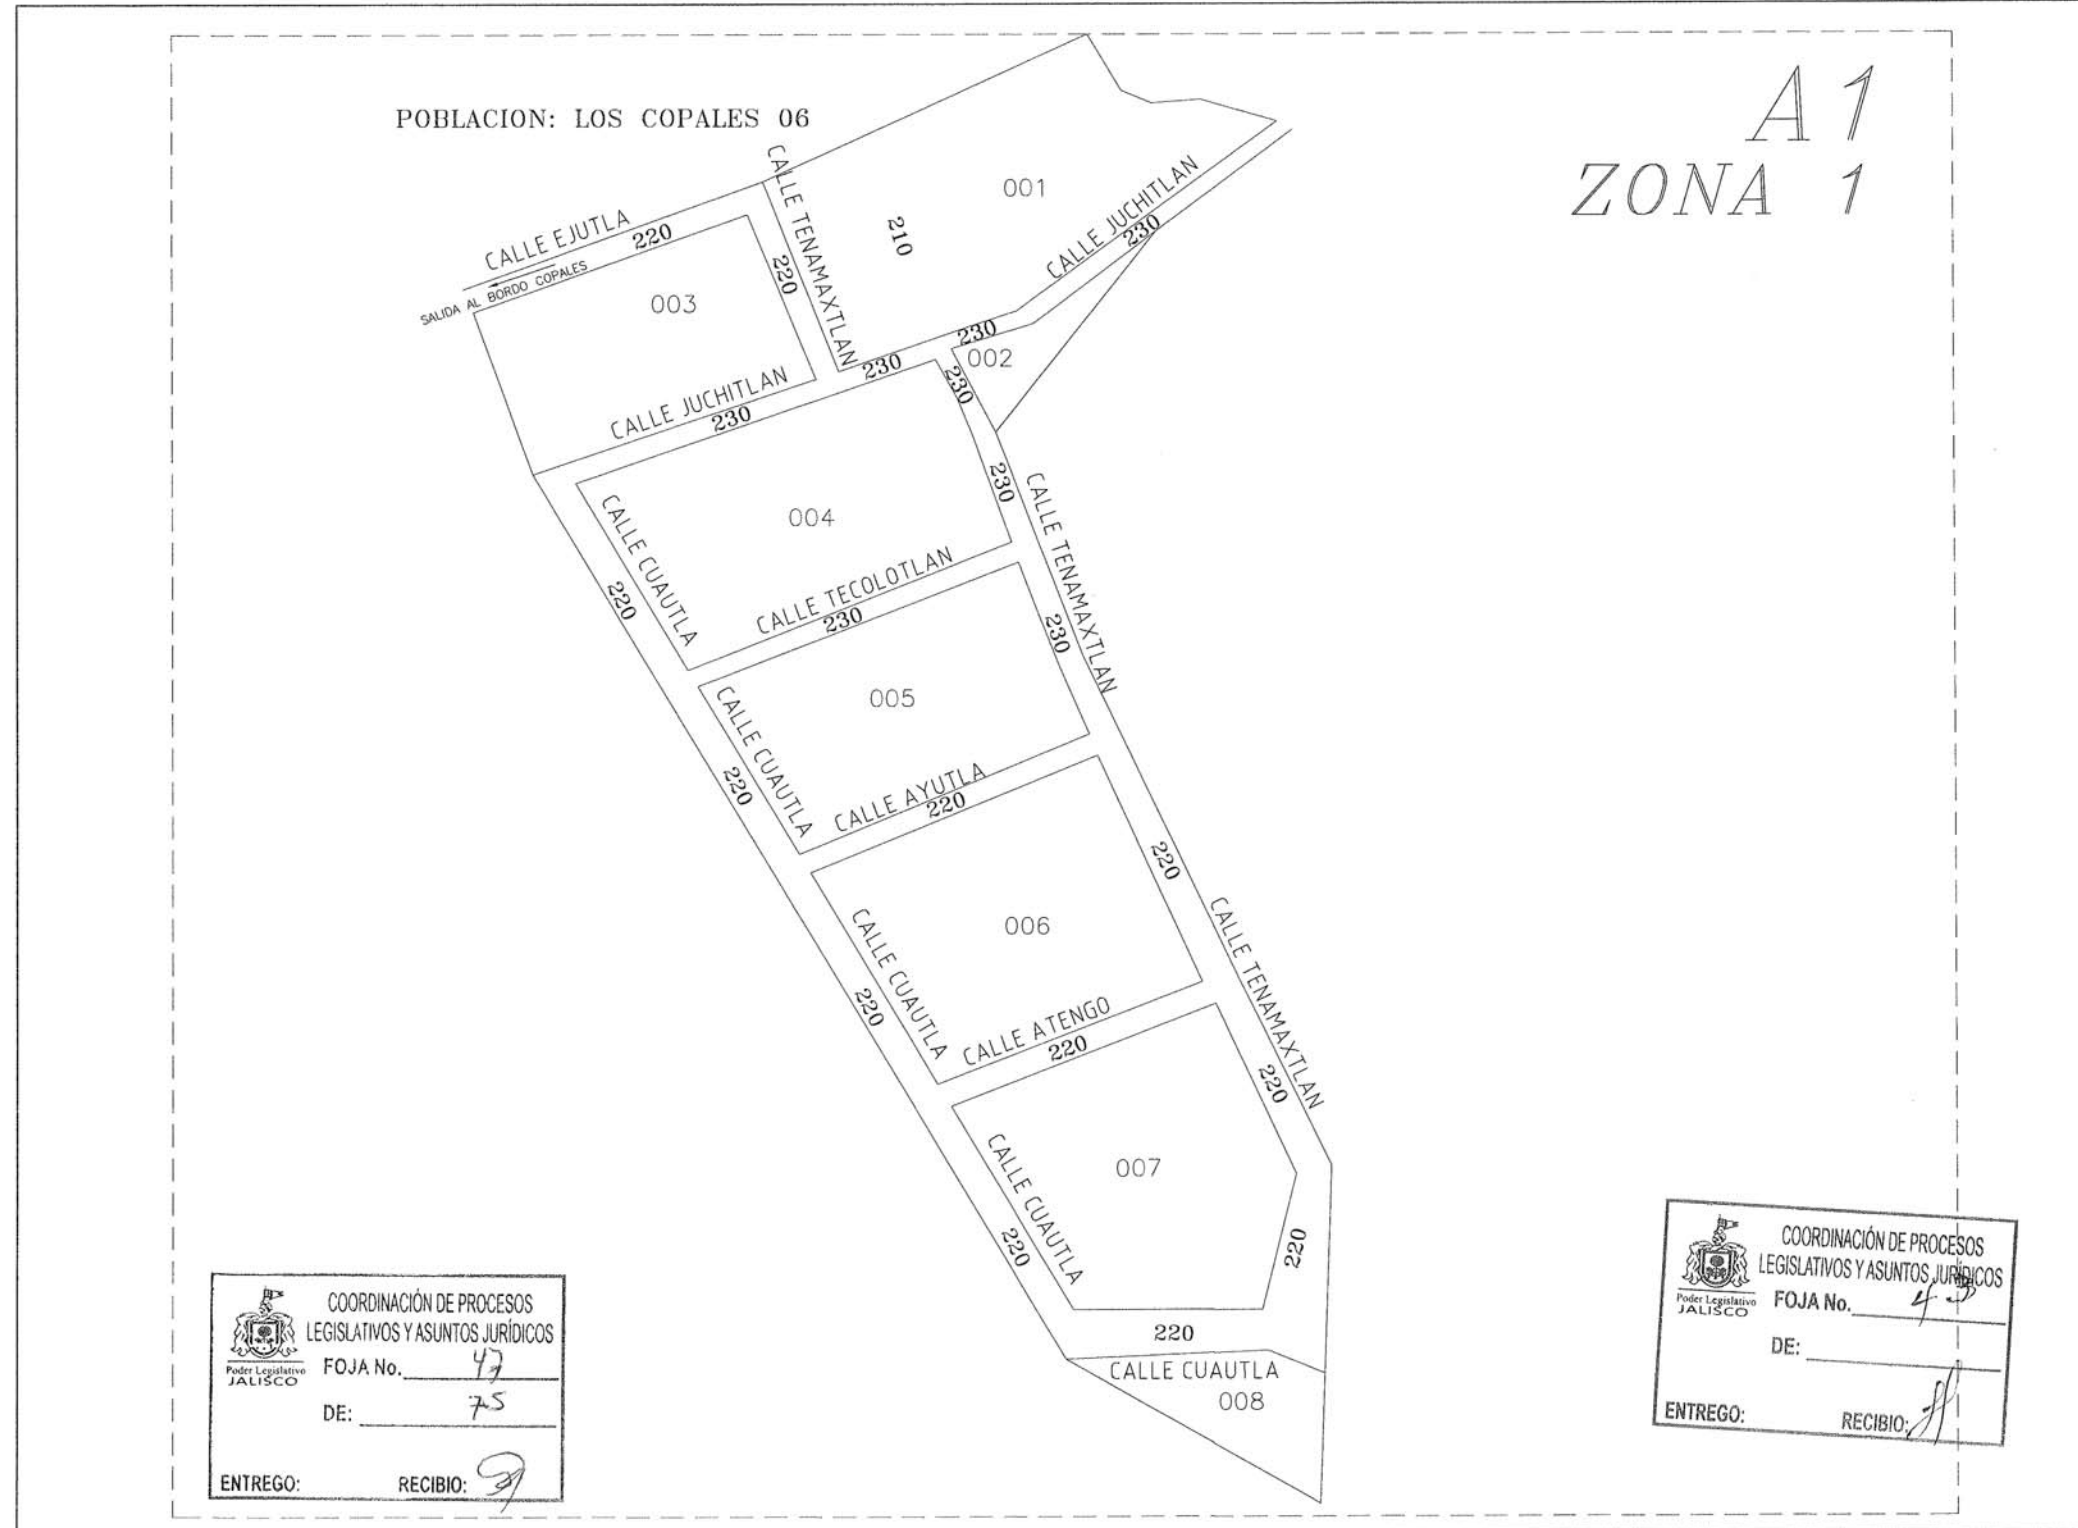 POBLACION: LOS COPALES 06
A 1
ZONA 1
CALLE EJUTLA
220
SALIDA AL BORDO COPALES
003
CALLE TENAMAXTLAN
220
210
001
CALLE JUCHITLAN
230
230
002
230
230
CALLE JUCHITLAN
230
230
CALLE TENAMAXTLAN
004
CALLE CUAUTLA
220
CALLE TECOLOTLAN
230
230
005
CALLE CUAUTLA
220
CALLE AYUTLA
220
220
CALLE TENAMAXTLAN
006
CALLE CUAUTLA
220
CALLE ATENGO
220
220
007
CALLE CUAUTLA
220
220
220
CALLE CUAUTLA
008
COORDINACIÓN DE PROCESOS
LEGISLATIVOS Y ASUNTOS JURÍDICOS
Poder Legislativo
JALISCO
FOJA No.
DE: 75
ENTREGO: RECIBIO:
COORDINACIÓN DE PROCESOS
LEGISLATIVOS Y ASUNTOS JURÍDICOS
Poder Legislativo
JALISCO
FOJA No.
DE:
ENTREGO: RECIBIO: